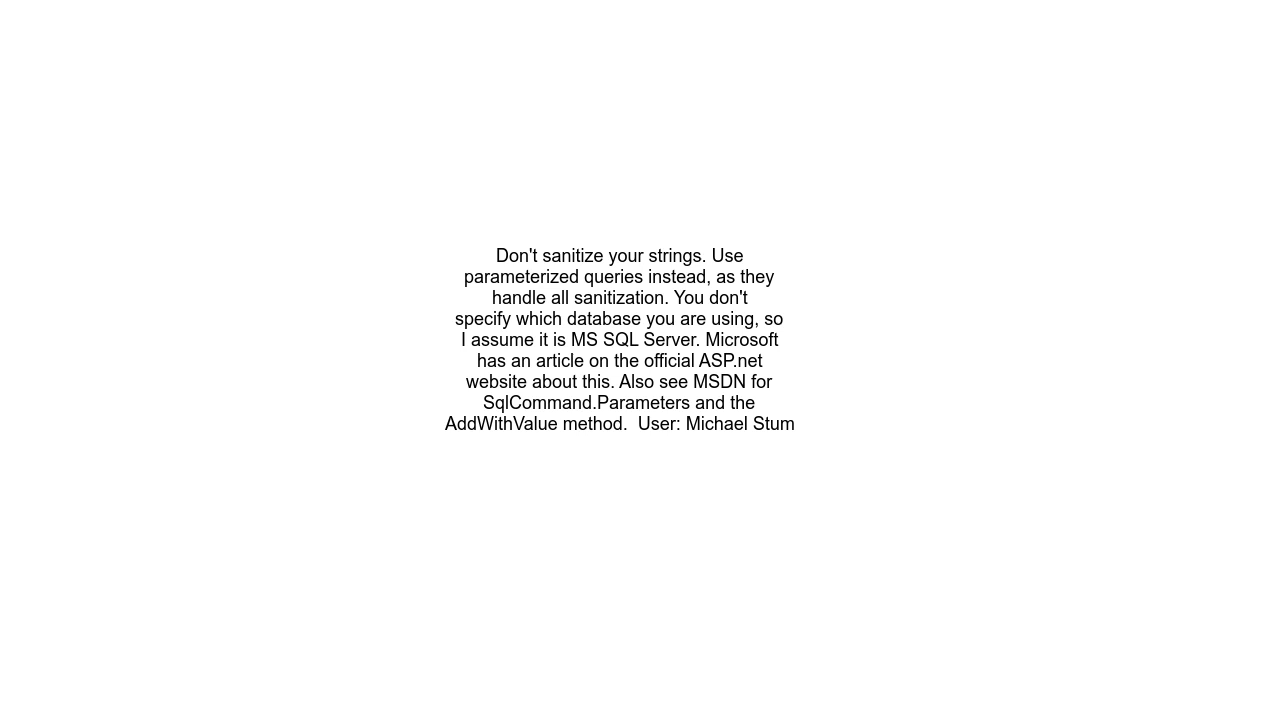 Don't sanitize your strings. Use
parameterized queries instead, as they
handle all sanitization. You don't
specify which database you are using, so
I assume it is MS SQL Server. Microsoft
has an article on the official ASP.net
website about this. Also see MSDN for
SqlCommand.Parameters and the
AddWithValue method.  User: Michael Stum